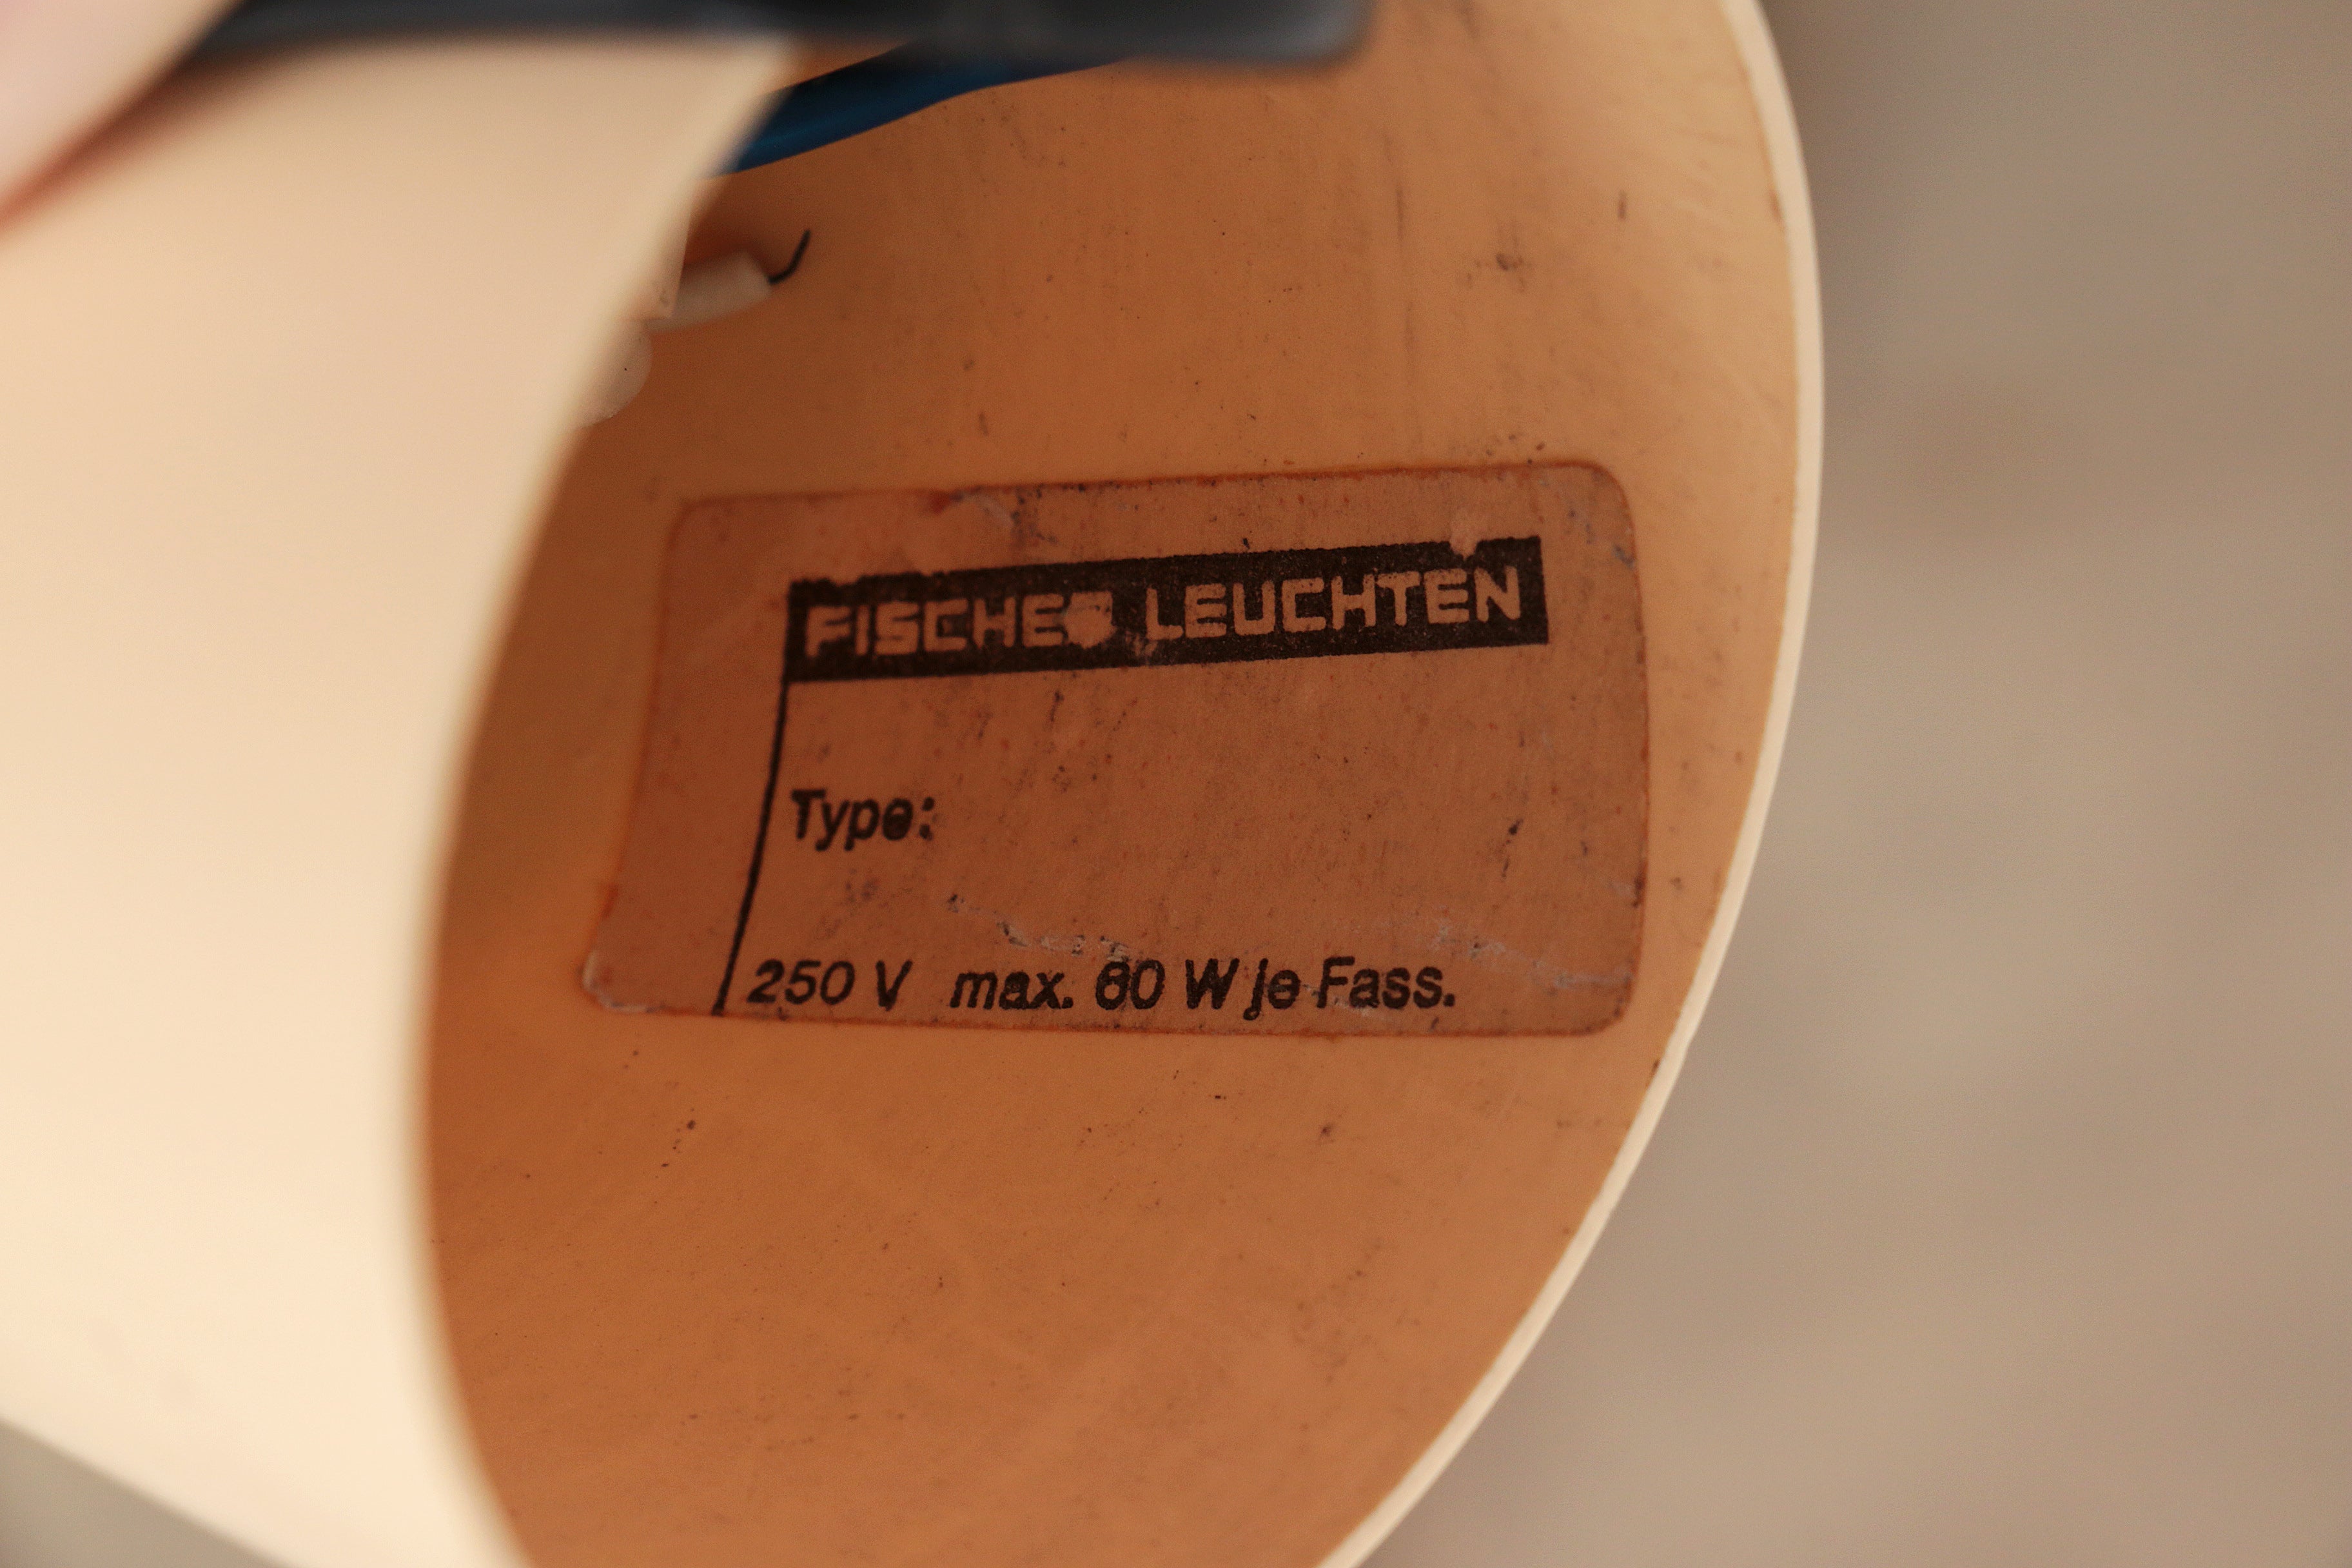 FISCHER LEUCHTEN
Type:
250 V max. 60 W je Fass.